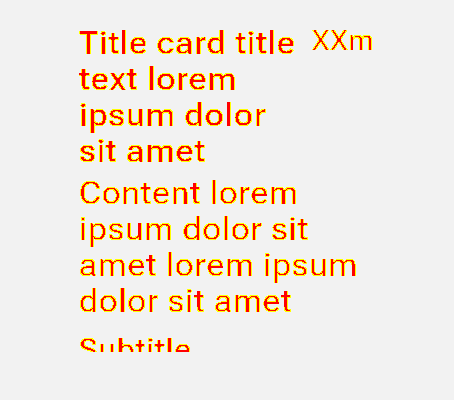 Title card title XXm
text lorem
ipsum dolor
sit amet
Content lorem
ipsum dolor sit
amet lorem ipsum
dolor sit amet
Subtitle